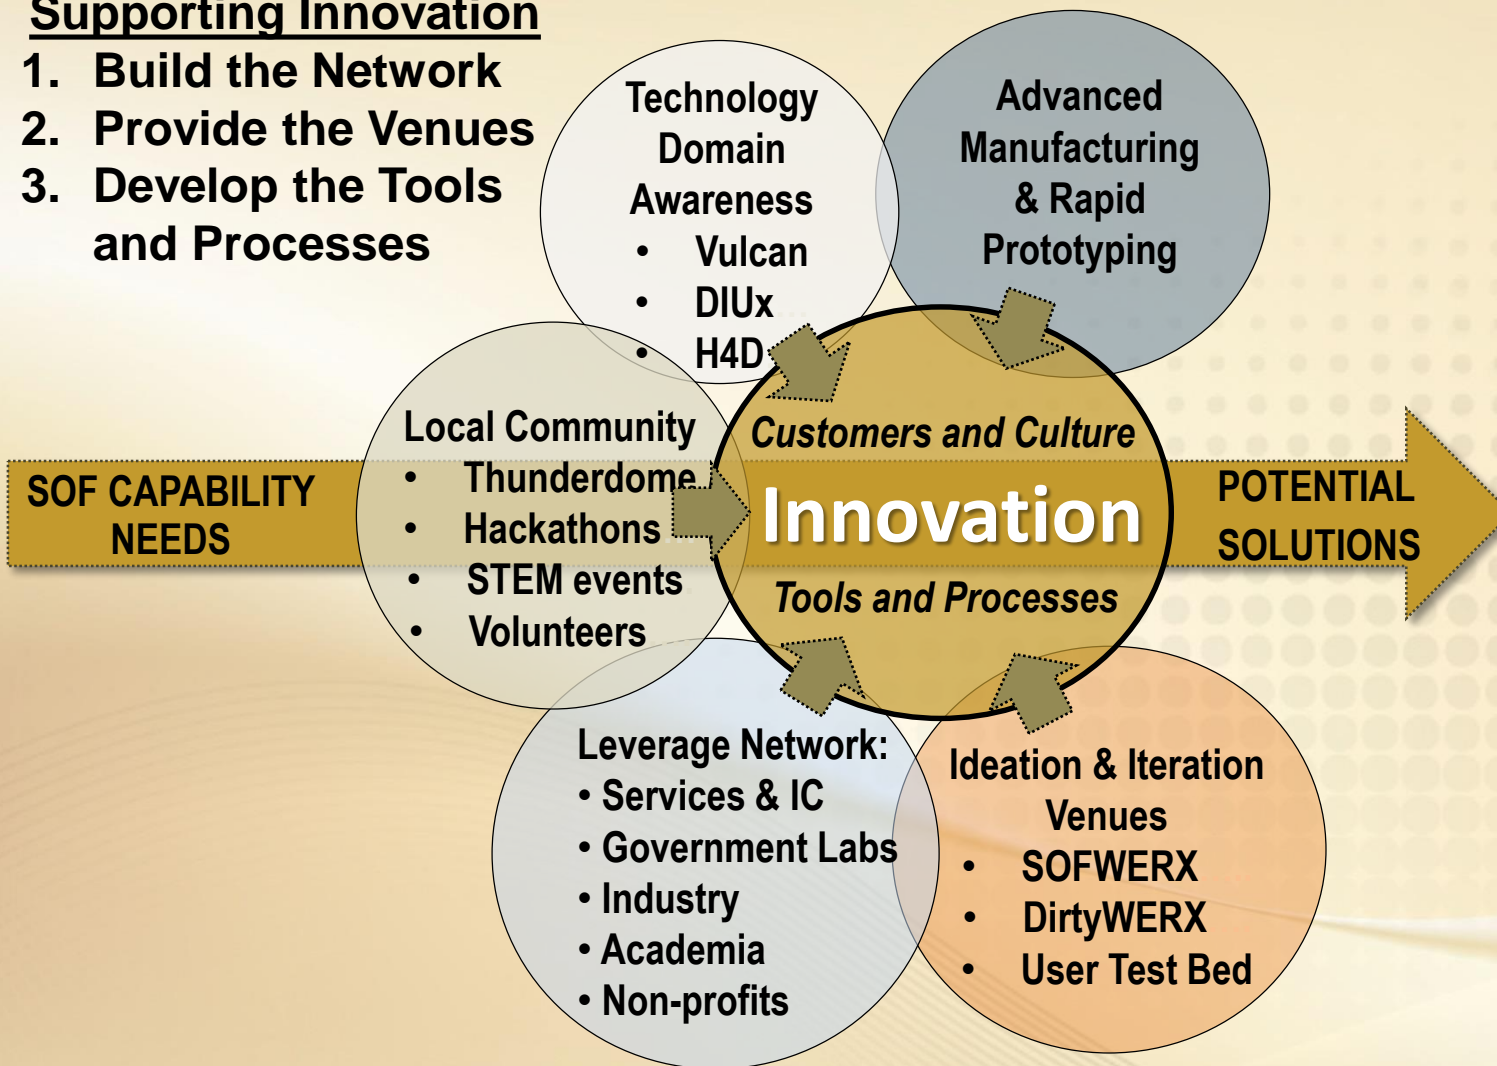 Supporting Innovation
1. Build the Network
2. Provide the Venues
3. Develop the Tools
and Processes
Technology
Domain
Awareness
• Vulcan
• DIUx
• H4D
Advanced
Manufacturing
& Rapid
Prototyping
Local Community
• Thunderdome
• Hackathons
• STEM events
• Volunteers
SOF CAPABILITY
NEEDS
Customers and Culture
Innovation
Tools and Processes
POTENTIAL
SOLUTIONS
Leverage Network:
• Services & IC
• Government Labs
• Industry
• Academia
• Non-profits
Ideation & Iteration
Venues
• SOFWERX
• DirtyWERX
• User Test Bed